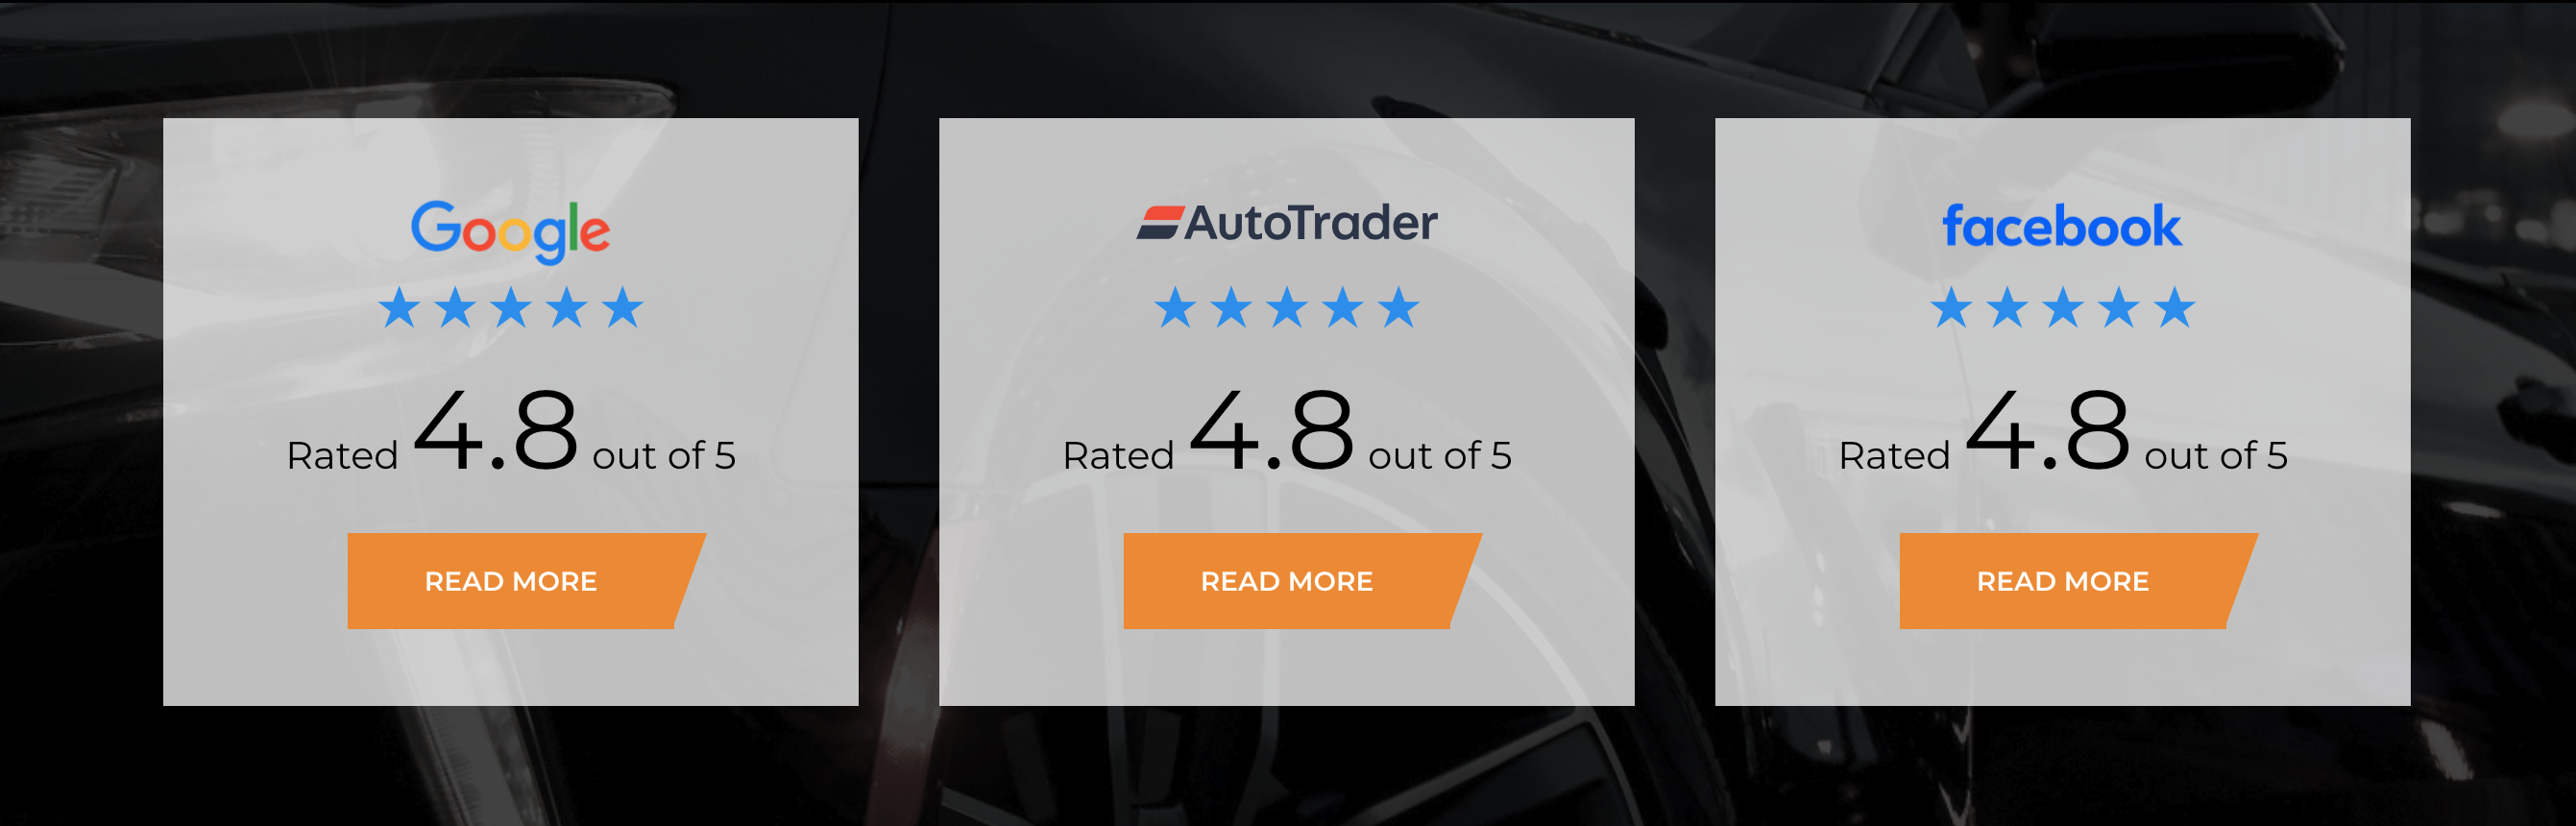 Google
Rated 4.8 out of 5
READ MORE
AutoTrader
Rated 4.8 out of 5
READ MORE
facebook
Rated 4.8 out of 5
READ MORE